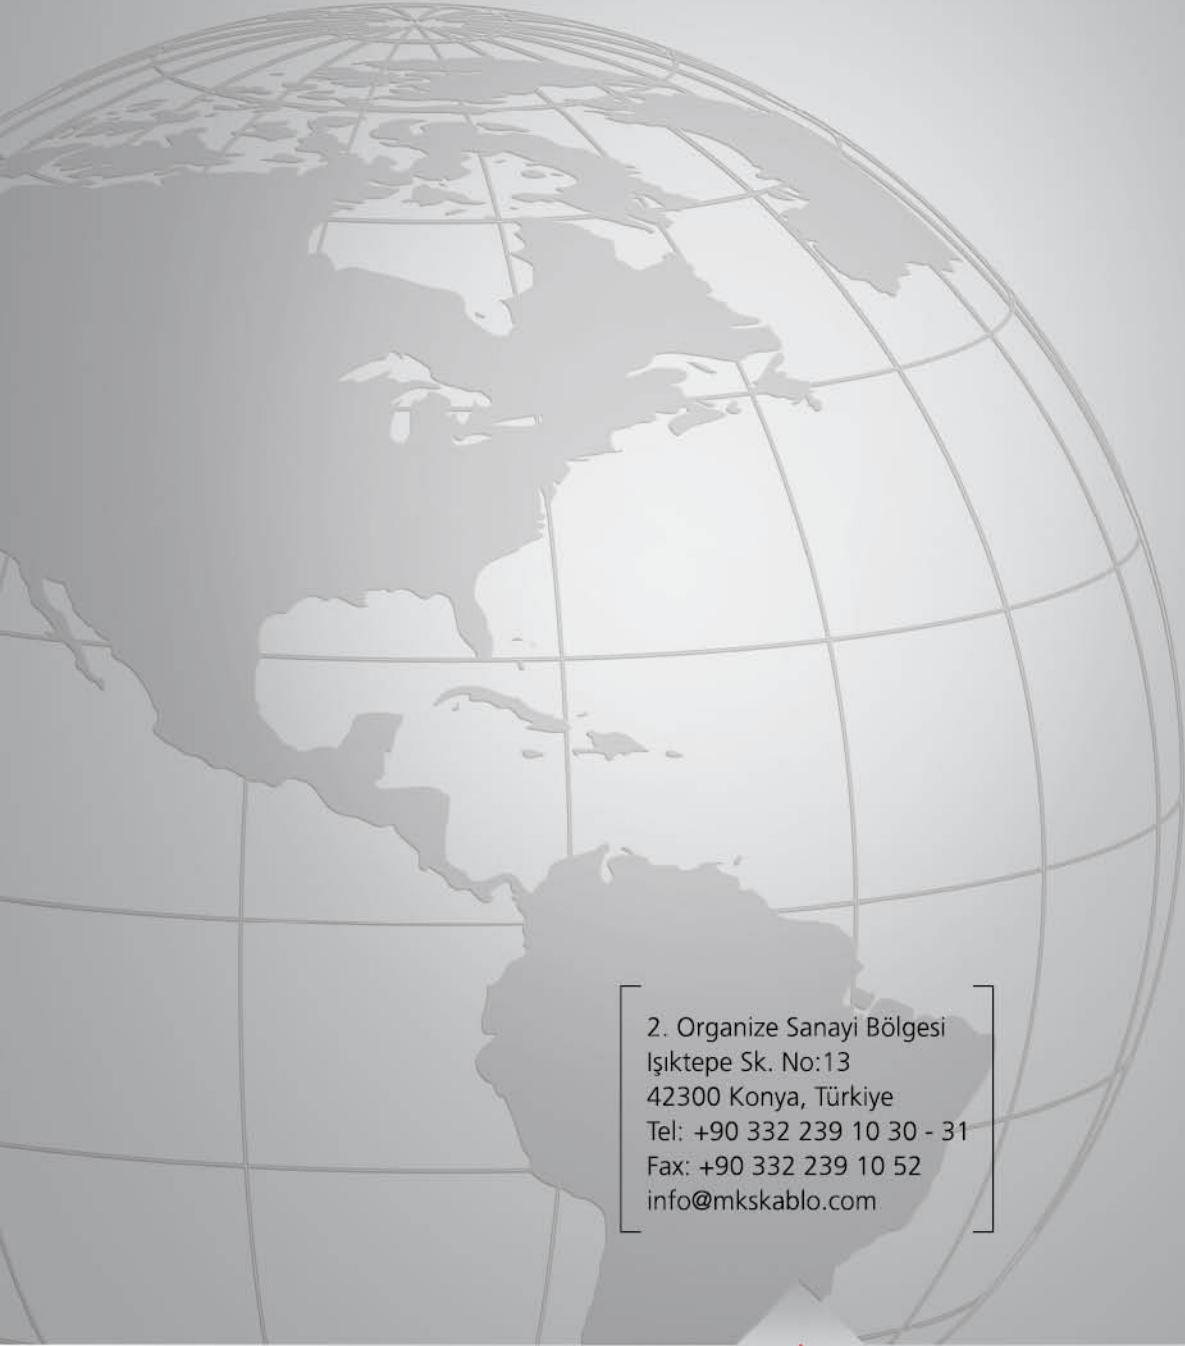 2. Organize Sanayi Bölgesi
Işıktepe Sk. No:13
42300 Konya, Türkiye
Tel: +90 332 239 10 30 - 31
Fax: +90 332 239 10 52
info@mkskablo.com